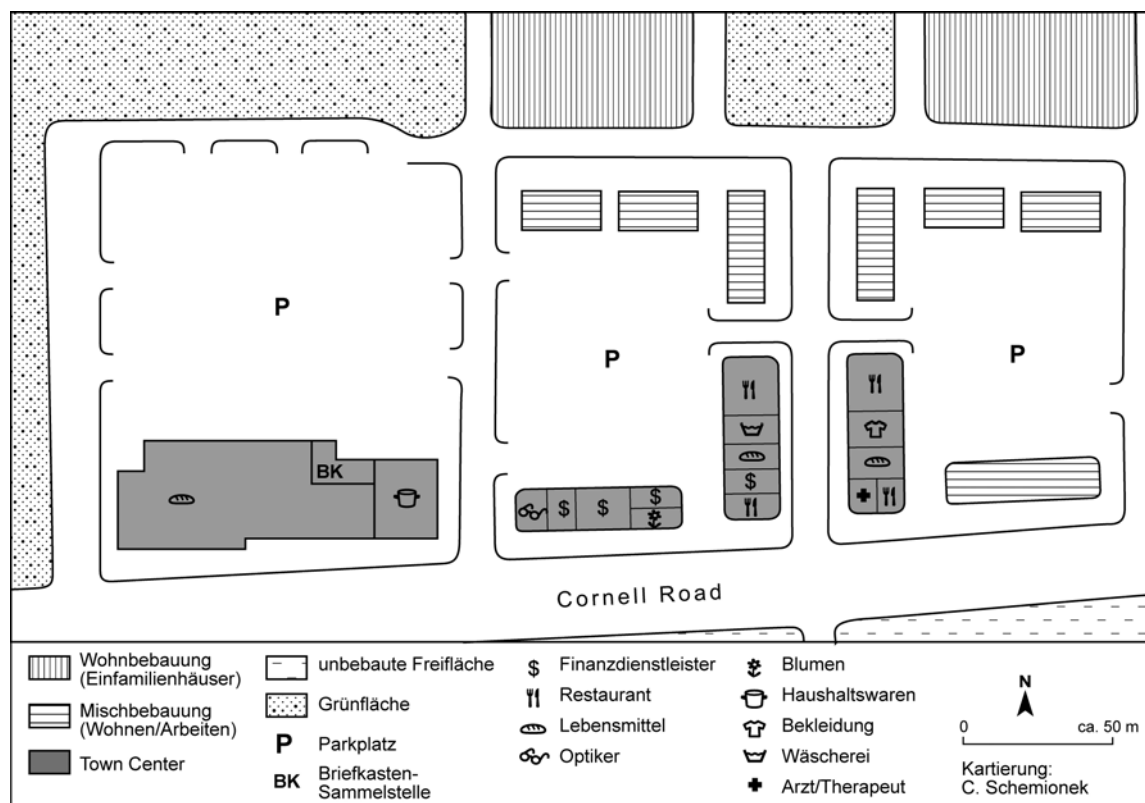 P
P
P
BK
$
$
$
$
Cornell Road
Wohnbebauung
(Einfamilienhäuser)
Mischbebauung
(Wohnen/Arbeiten)
Town Center
unbebaute Freifläche
Grünfläche
P
Parkplatz
BK
Briefkasten-
Sammelstelle
$
Finanzdienstleister
Restaurant
Lebensmittel
Optiker
Blumen
Haushaltswaren
Bekleidung
Wäscherei
Arzt/Therapeut
N
0
ca. 50 m
Kartierung:
C. Schemionek